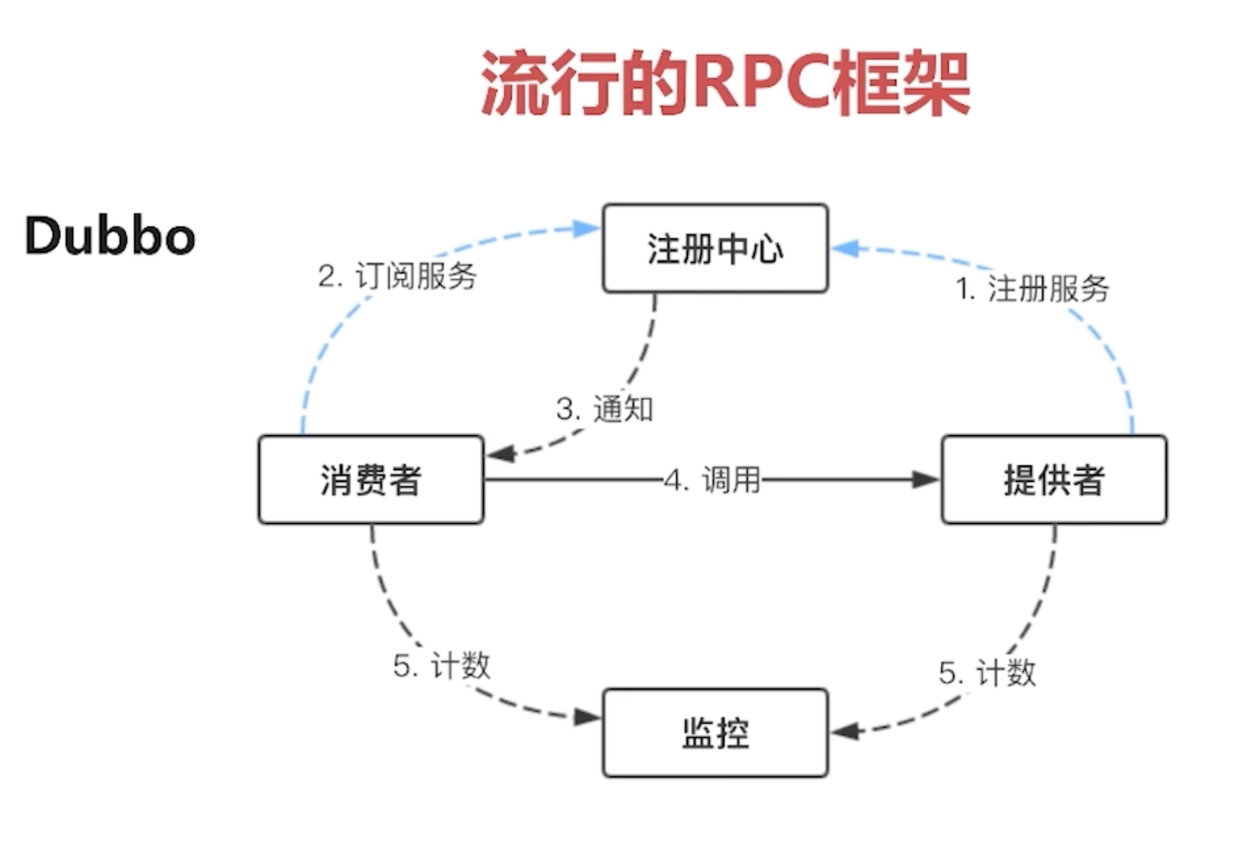 流行的RPC框架
Dubbo
注册中心
2. 订阅服务
1. 注册服务
3. 通知
消费者
4. 调用
提供者
5. 计数
5. 计数
监控